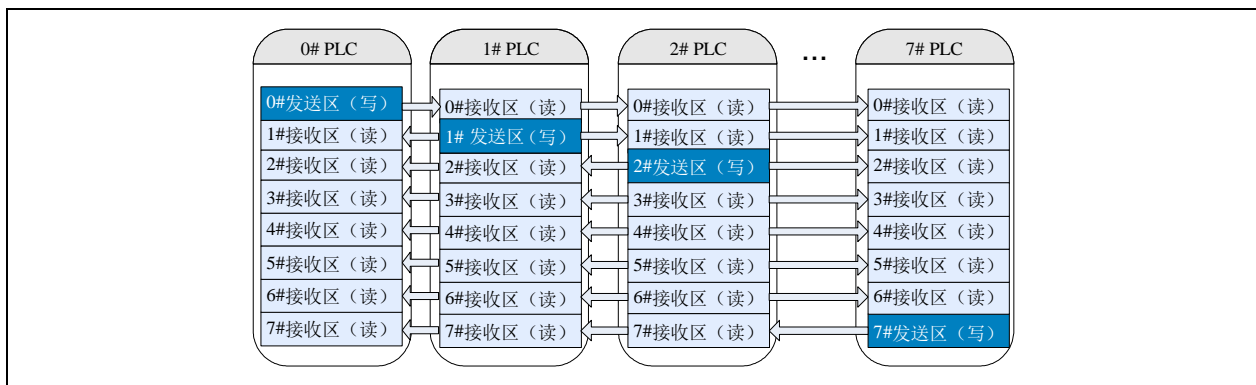 0# PLC 1# PLC 2# PLC ... 7# PLC
0#发送区（写） 0#接收区（读） 0#接收区（读） 0#接收区（读）
1#接收区（读） 1# 发送区（写） 1#接收区（读） 1#接收区（读）
2#接收区（读） 2#接收区（读） 2#发送区（写） 2#接收区（读）
3#接收区（读） 3#接收区（读） 3#接收区（读） 3#接收区（读）
4#接收区（读） 4#接收区（读） 4#接收区（读） 4#接收区（读）
5#接收区（读） 5#接收区（读） 5#接收区（读） 5#接收区（读）
6#接收区（读） 6#接收区（读） 6#接收区（读） 6#接收区（读）
7#接收区（读） 7#接收区（读） 7#接收区（读） 7#发送区（写）